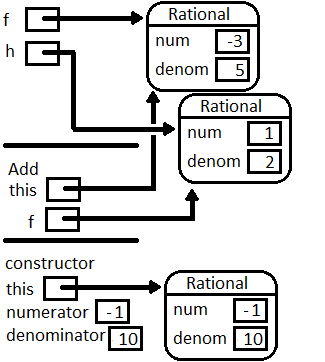 f
Rational
num -3
denom 5
h
Rational
num 1
denom 2
Add
this
f
constructor
this
numerator -1
denominator 10
Rational
num -1
denom 10